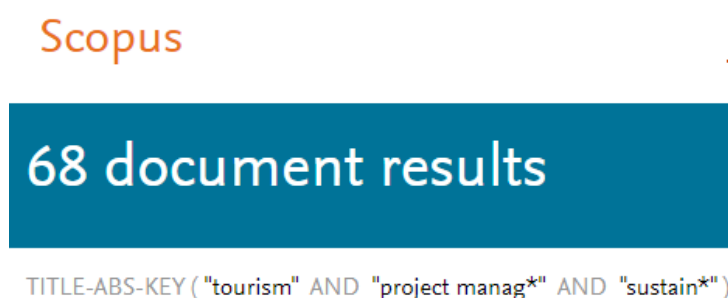 Scopus
68 document results
TITLE-ABS-KEY ( "tourism" AND "project manag*" AND "sustain*" )